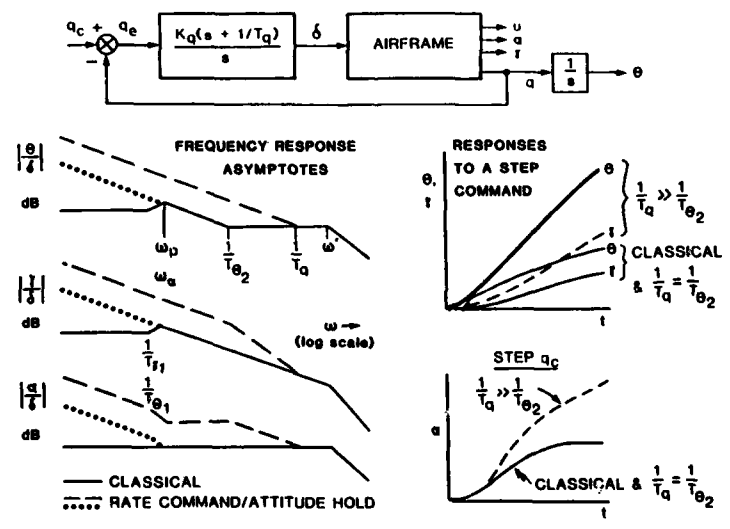 q_c + q_e
−
K_q(s + 1/T_q)
s
δ
AIRFRAME
u
α
γ
q
1
s
θ
FREQUENCY RESPONSE
ASYMPTOTES
|θ/δ|
dB
ω_p
1/T_θ2
1/T_q
ω'
ω_α
|γ/δ|
dB
ω →
(log scale)
1/T_γ1
1/T_θ1
|α/δ|
dB
CLASSICAL
RATE COMMAND/ATTITUDE HOLD
RESPONSES
TO A STEP
COMMAND
θ,
γ
θ
1/T_q >> 1/T_θ2
γ
θ
CLASSICAL
γ
& 1/T_q = 1/T_θ2
t
STEP q_c
1/T_q >> 1/T_θ2
α
CLASSICAL & 1/T_q = 1/T_θ2
t